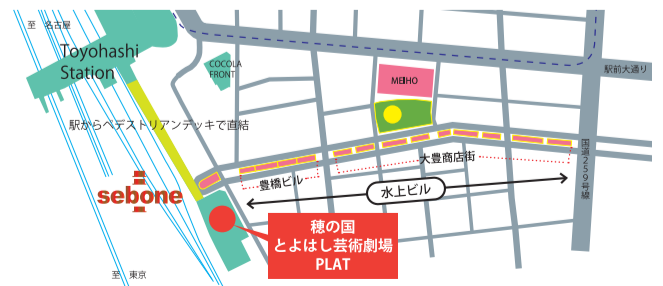 至 名古屋
Toyohashi
Station
COCOLA
FRONT
MEIHO
駅前大通り
駅からペデストリアンデッキで直結
国道259号線
大豊商店街
豊橋ビル
水上ビル
sebone
穂の国
とよはし芸術劇場
PLAT
至 東京